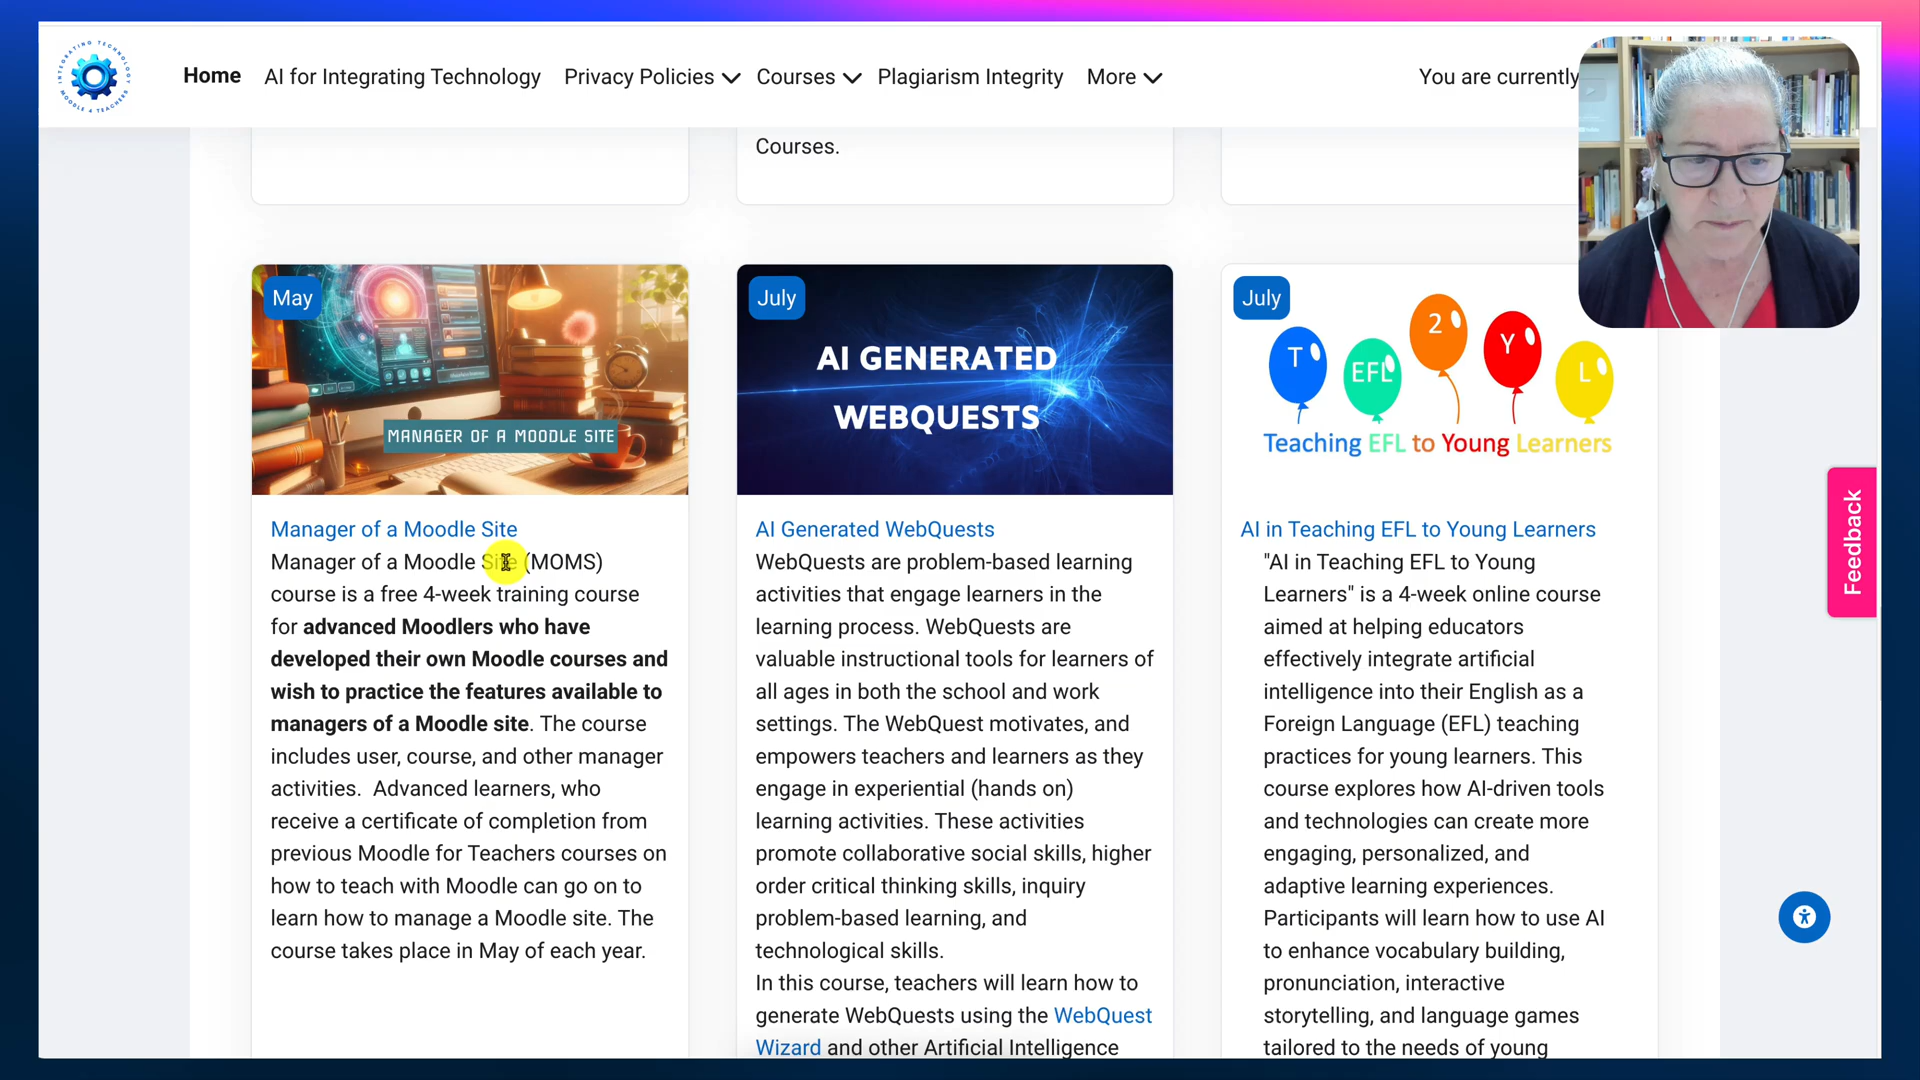 INTEGRATING TECHNOLOGY
MOODLE 4 TEACHERS
Home
AI for Integrating Technology
Privacy Policies
Courses
Plagiarism Integrity
More
You are currently
Courses.
May
MANAGER OF A MOODLE SITE
Manager of a Moodle Site
Manager of a Moodle Site (MOMS)
course is a free 4-week training course
for advanced Moodlers who have
developed their own Moodle courses and
wish to practice the features available to
managers of a Moodle site. The course
includes user, course, and other manager
activities.  Advanced learners, who
receive a certificate of completion from
previous Moodle for Teachers courses on
how to teach with Moodle can go on to
learn how to manage a Moodle site. The
course takes place in May of each year.
July
AI GENERATED
WEBQUESTS
AI Generated WebQuests
WebQuests are problem-based learning
activities that engage learners in the
learning process. WebQuests are
valuable instructional tools for learners of
all ages in both the school and work
settings. The WebQuest motivates, and
empowers teachers and learners as they
engage in experiential (hands on)
learning activities. These activities
promote collaborative social skills, higher
order critical thinking skills, inquiry
problem-based learning, and
technological skills.
In this course, teachers will learn how to
generate WebQuests using the WebQuest
Wizard and other Artificial Intelligence
July
T EFL 2 Y L
Teaching EFL to Young Learners
AI in Teaching EFL to Young Learners
"AI in Teaching EFL to Young
Learners" is a 4-week online course
aimed at helping educators
effectively integrate artificial
intelligence into their English as a
Foreign Language (EFL) teaching
practices for young learners. This
course explores how AI-driven tools
and technologies can create more
engaging, personalized, and
adaptive learning experiences.
Participants will learn how to use AI
to enhance vocabulary building,
pronunciation, interactive
storytelling, and language games
tailored to the needs of young
Feedback